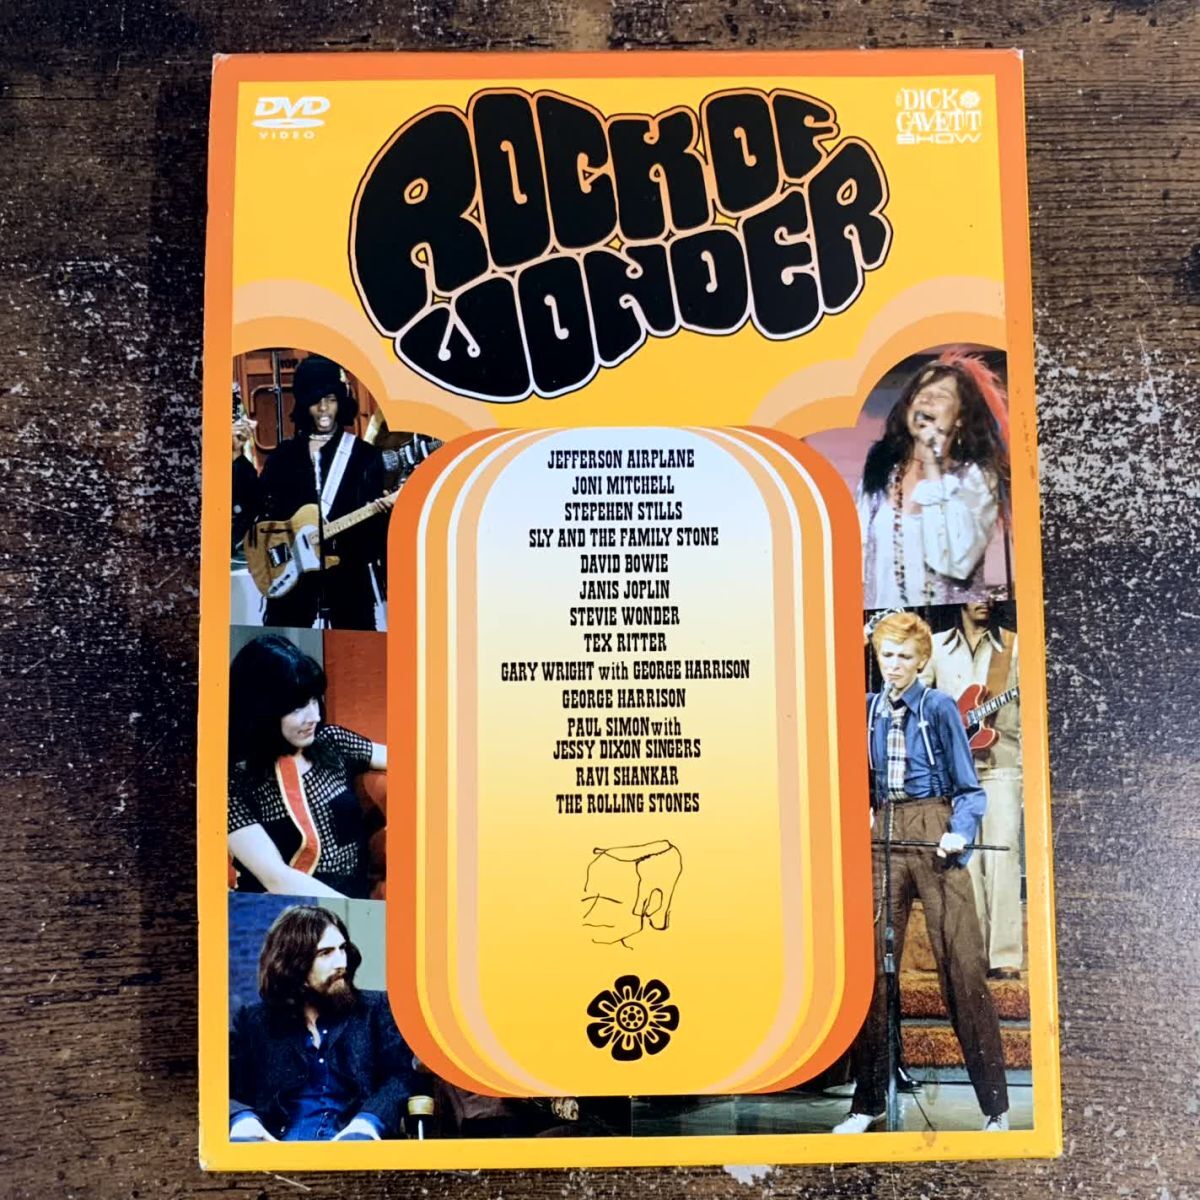 DVD
VIDEO
DICK
CAVETT
SHOW
ROCK OF
WONDER
JEFFERSON AIRPLANE
JONI MITCHELL
STEPEHEN STILLS
SLY AND THE FAMILY STONE
DAVID BOWIE
JANIS JOPLIN
STEVIE WONDER
TEX RITTER
GARY WRIGHT with GEORGE HARRISON
GEORGE HARRISON
PAUL SIMON with
JESSY DIXON SINGERS
RAVI SHANKAR
THE ROLLING STONES